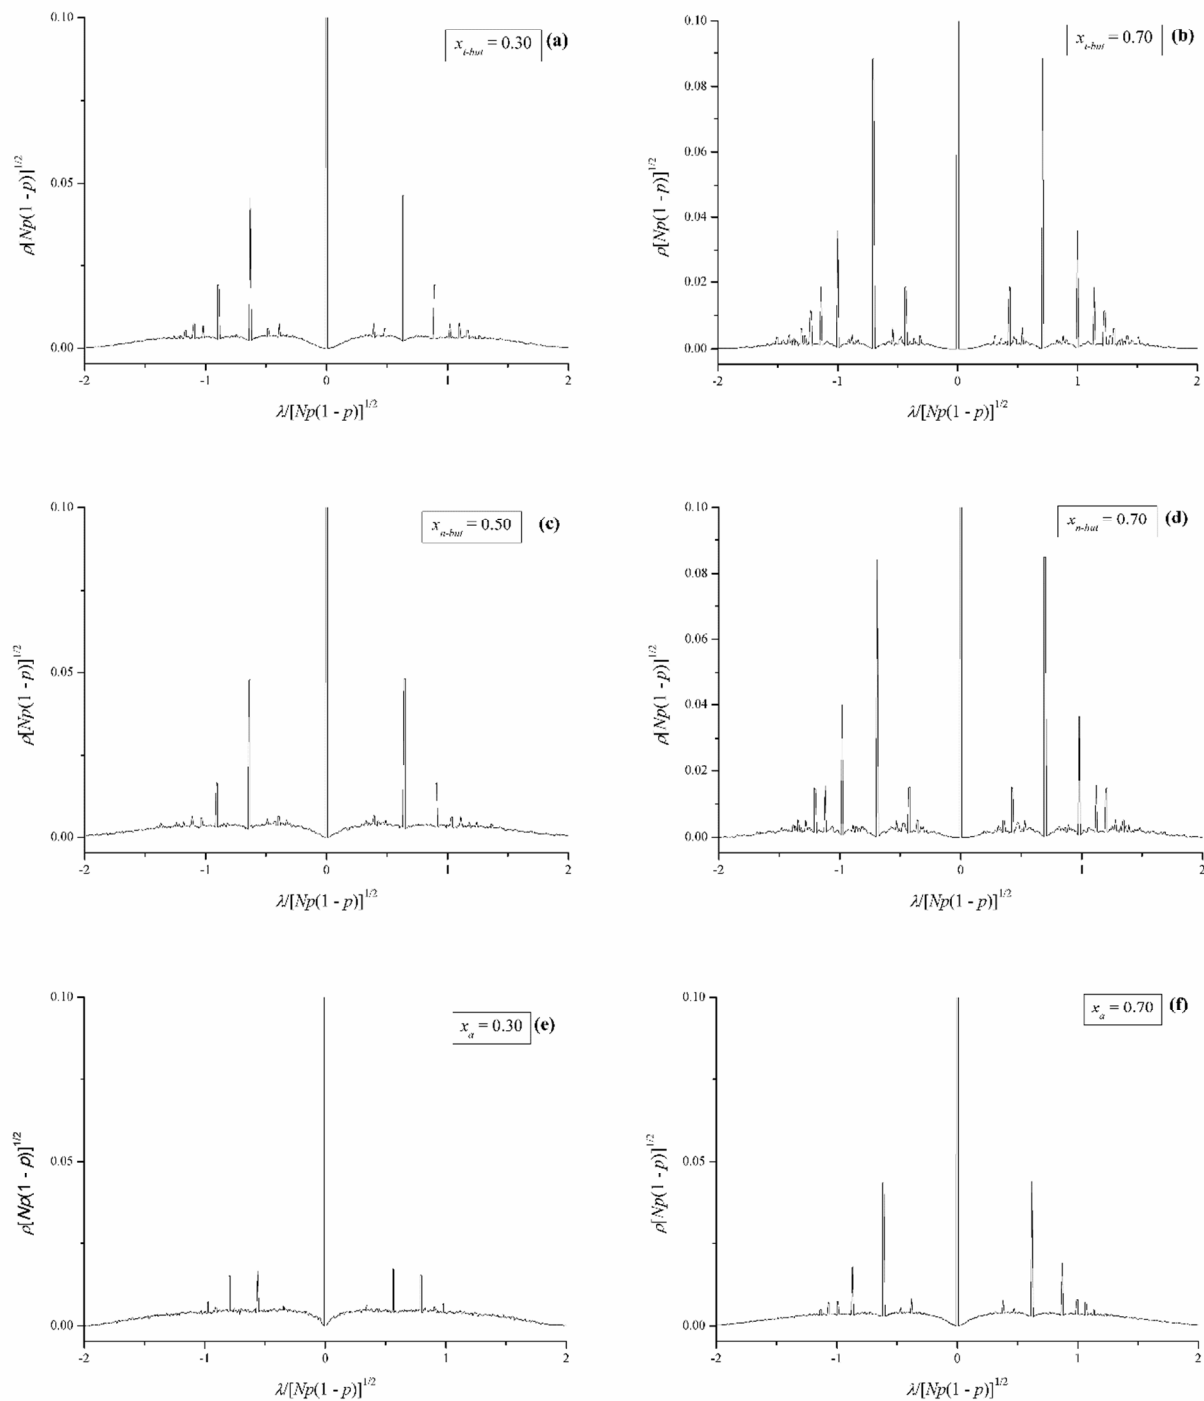 0.10
0.05
0.00
-2 -1 0 1 2
x_{t-but} = 0.30 (a)
ρ[Np(1 - p)]^{1/2}
λ/[Np(1 - p)]^{1/2}
0.10
0.08
0.06
0.04
0.02
0.00
-2 -1 0 1 2
x_{t-but} = 0.70 (b)
ρ[Np(1 - p)]^{1/2}
λ/[Np(1 - p)]^{1/2}
0.10
0.05
0.00
-2 -1 0 1 2
x_{n-but} = 0.50 (c)
ρ[Np(1 - p)]^{1/2}
λ/[Np(1 - p)]^{1/2}
0.10
0.08
0.06
0.04
0.02
0.00
-2 -1 0 1 2
x_{n-but} = 0.70 (d)
ρ[Np(1 - p)]^{1/2}
λ/[Np(1 - p)]^{1/2}
0.10
0.05
0.00
-2 -1 0 1 2
x_{a} = 0.30 (e)
ρ[Np(1 - p)]^{1/2}
λ/[Np(1 - p)]^{1/2}
0.10
0.05
0.00
-2 -1 0 1 2
x_{a} = 0.70 (f)
ρ[Np(1 - p)]^{1/2}
λ/[Np(1 - p)]^{1/2}